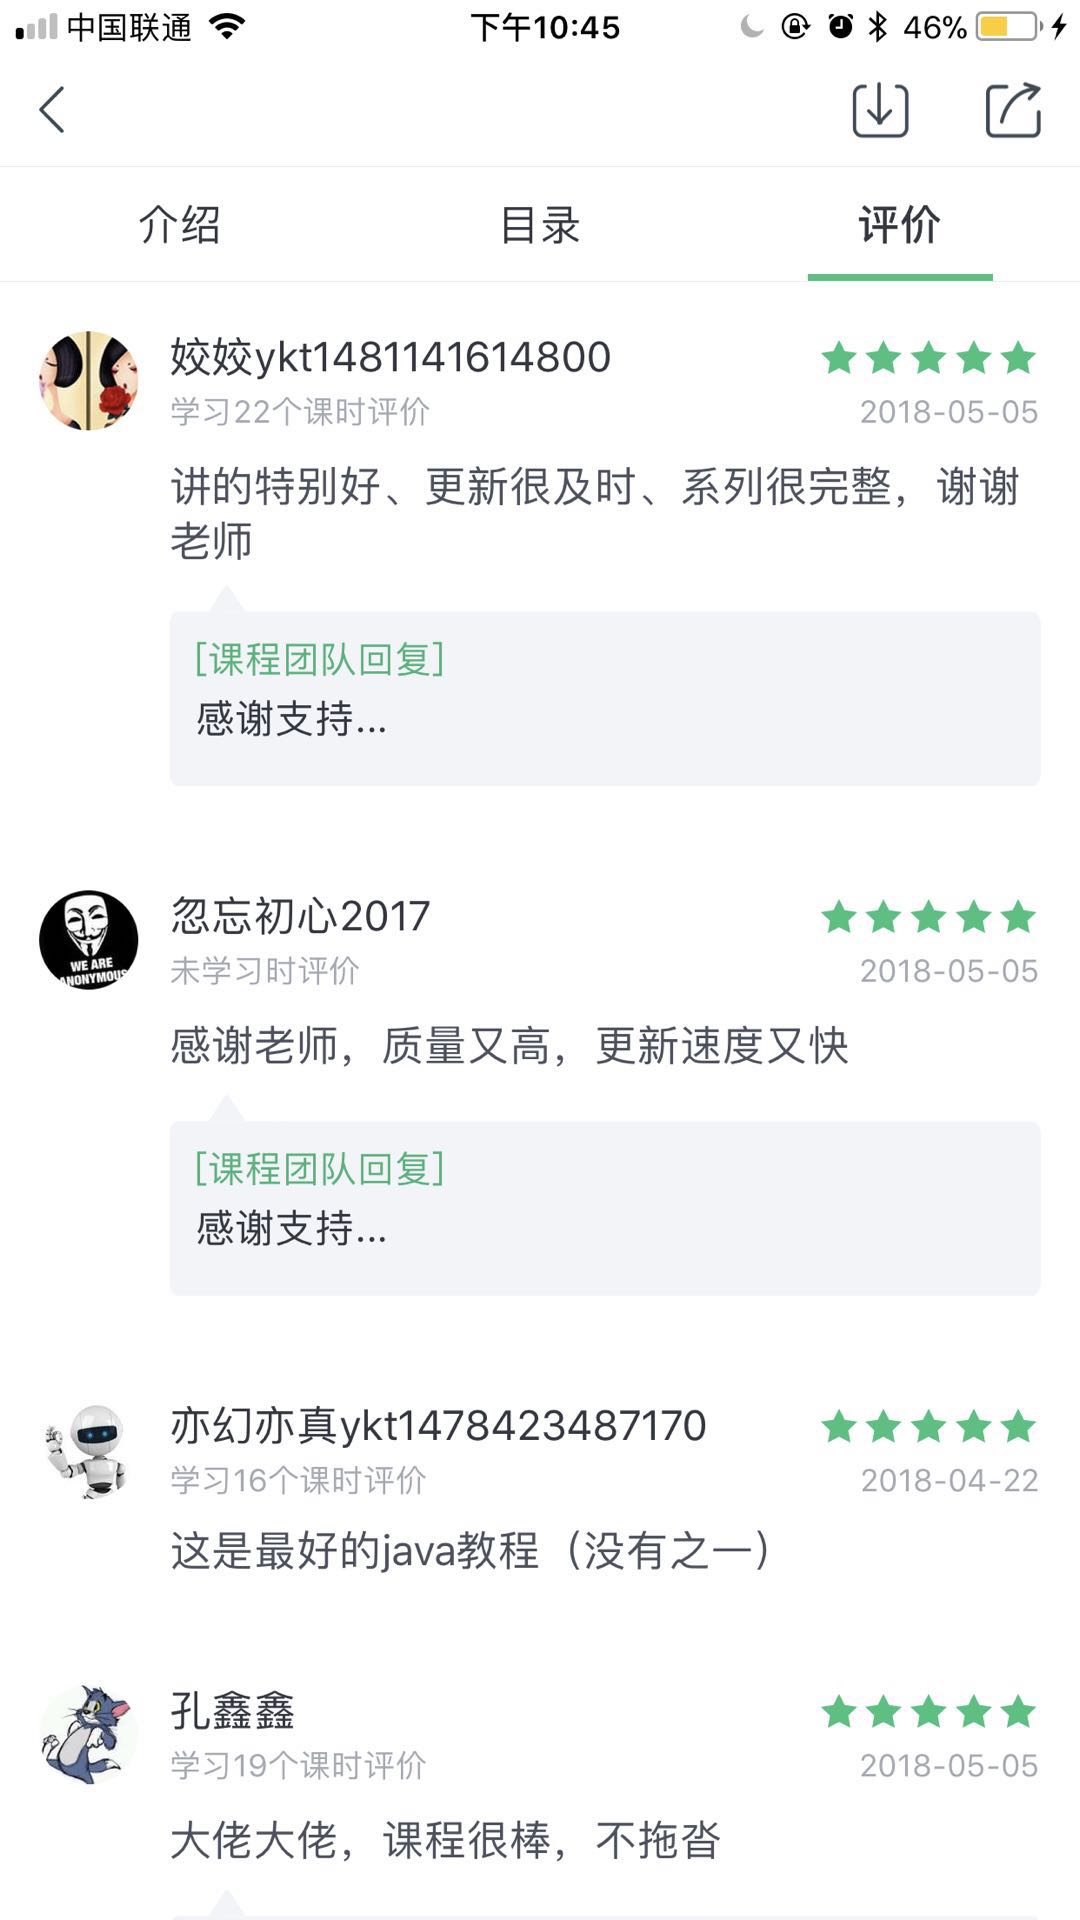 中国联通 下午10:45 46%
介绍 目录 评价
姣姣ykt1481141614800
学习22个课时评价 2018-05-05
讲的特别好、更新很及时、系列很完整，谢谢
老师
[课程团队回复]
感谢支持...
忽忘初心2017
WE ARE
ANONYMOUS
未学习时评价 2018-05-05
感谢老师，质量又高，更新速度又快
[课程团队回复]
感谢支持...
亦幻亦真ykt1478423487170
学习16个课时评价 2018-04-22
这是最好的java教程（没有之一）
孔鑫鑫
学习19个课时评价 2018-05-05
大佬大佬，课程很棒，不拖沓